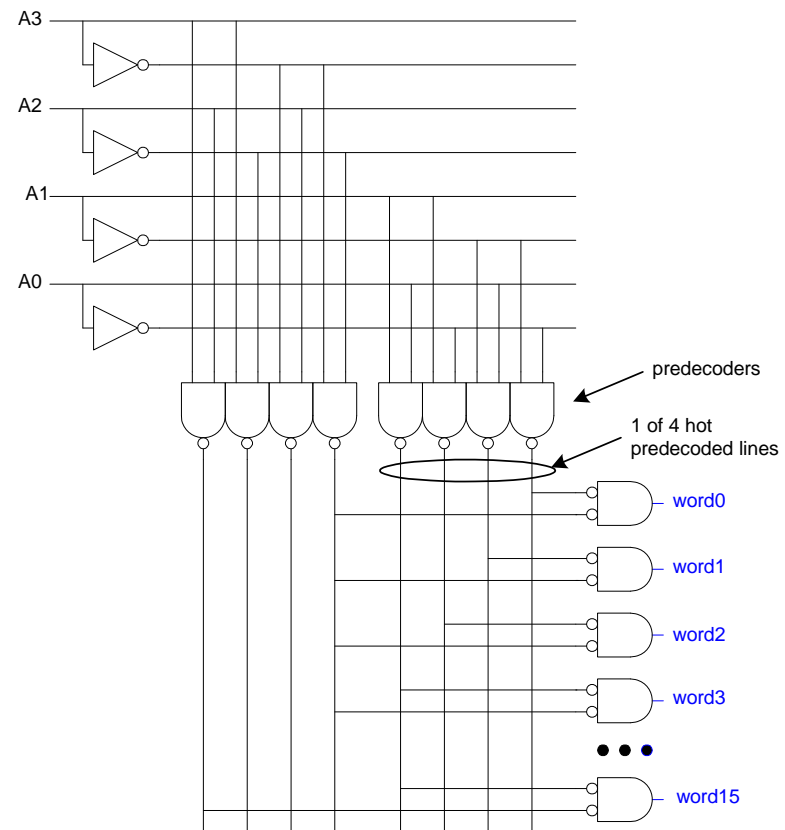 A3
A2
A1
A0
predecoders
1 of 4 hot
predecoded lines
word0
word1
word2
word3
word15